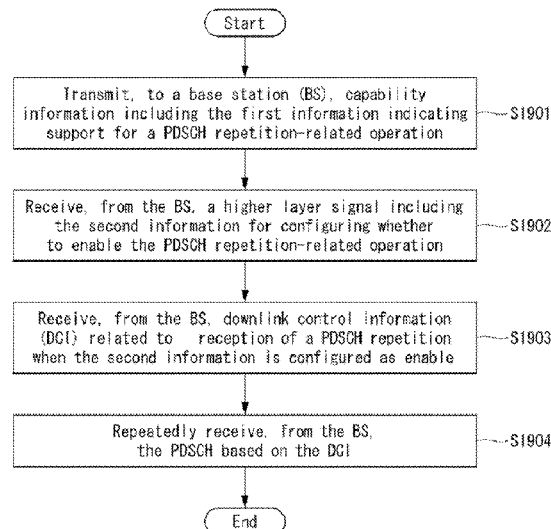 Start
Transmit, to a base station (BS), capability
information including the first information indicating
support for a PDSCH repetition-related operation
S1901
Receive, from the BS, a higher layer signal including
the second information for configuring whether
to enable the PDSCH repetition-related operation
S1902
Receive, from the BS, downlink control information
(DCI) related to reception of a PDSCH repetition
when the second information is configured as enable
S1903
Repeatedly receive, from the BS,
the PDSCH based on the DCI
S1904
End